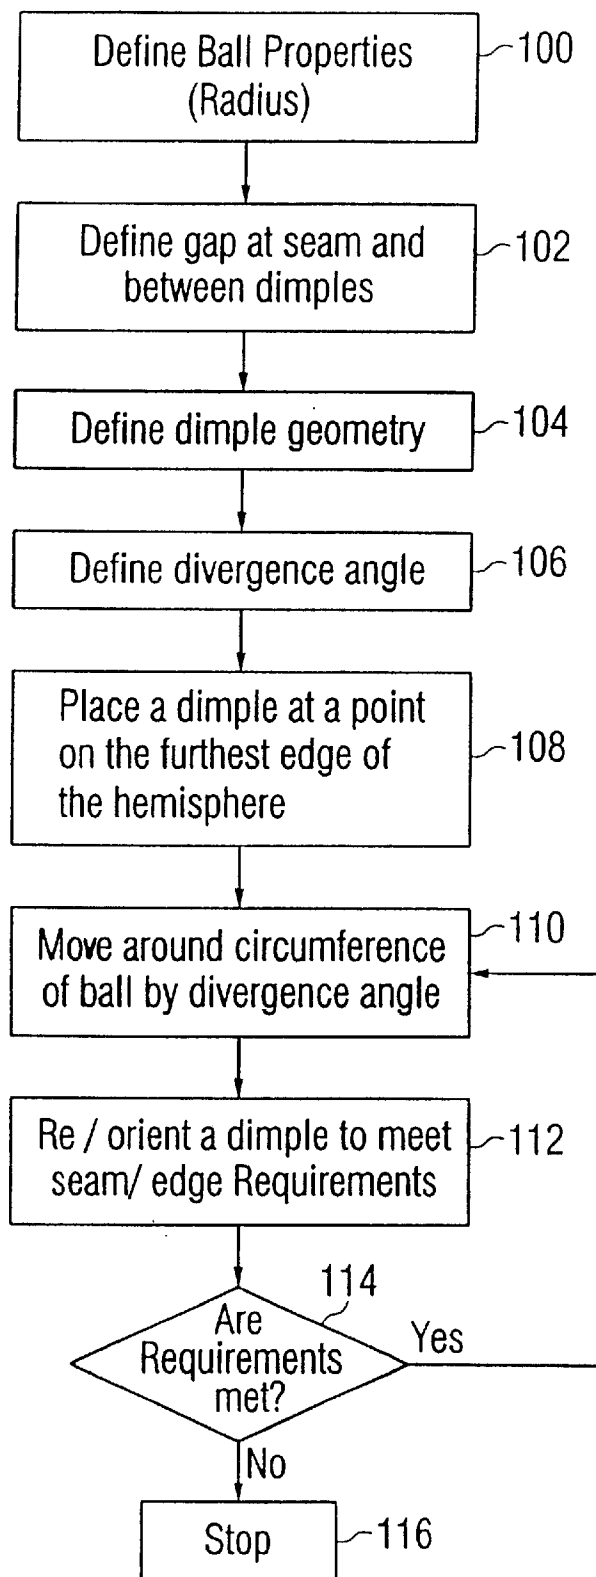 Define Ball Properties
(Radius)
100
Define gap at seam and
between dimples
102
Define dimple geometry
104
Define divergence angle
106
Place a dimple at a point
on the furthest edge of
the hemisphere
108
Move around circumference
of ball by divergence angle
110
Re / orient a dimple to meet
seam/ edge Requirements
112
114
Are
Requirements
met?
Yes
No
Stop
116